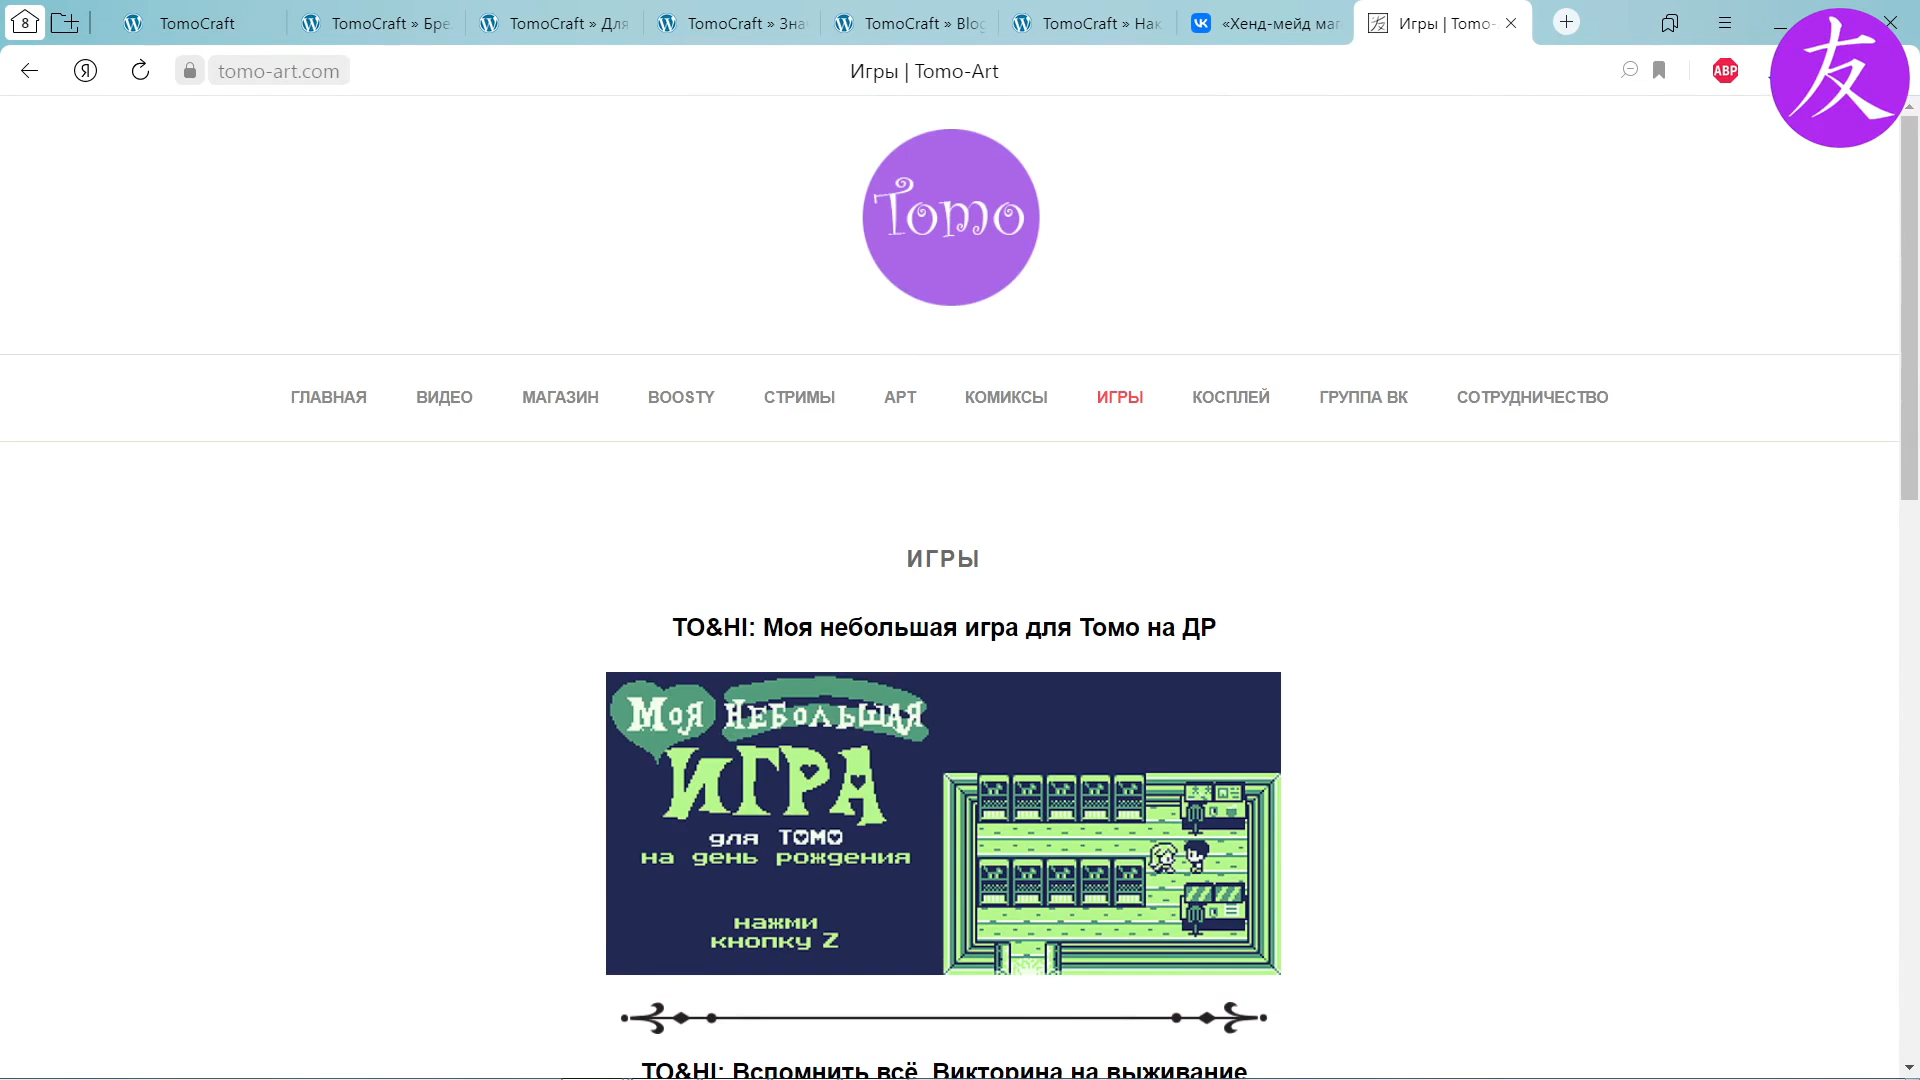 8
TomoCraft
TomoCraft » Бре
TomoCraft » Для
TomoCraft » Зна
TomoCraft » Blog
TomoCraft » Нак
«Хенд-мейд маг
Игры | Tomo-
友
Я
tomo-art.com
Игры | Tomo-Art
ABP
友
Tomo
ГЛАВНАЯ ВИДЕО МАГАЗИН BOOSTY СТРИМЫ АРТ КОМИКСЫ ИГРЫ КОСПЛЕЙ ГРУППА ВК СОТРУДНИЧЕСТВО
ИГРЫ
TO&HI: Моя небольшая игра для Томо на ДР
Моя небольшая
ИГРА
для ТОМО
на день рождения
нажми
кнопку Z
TO&HI: Вспомнить всё. Викторина на выживание